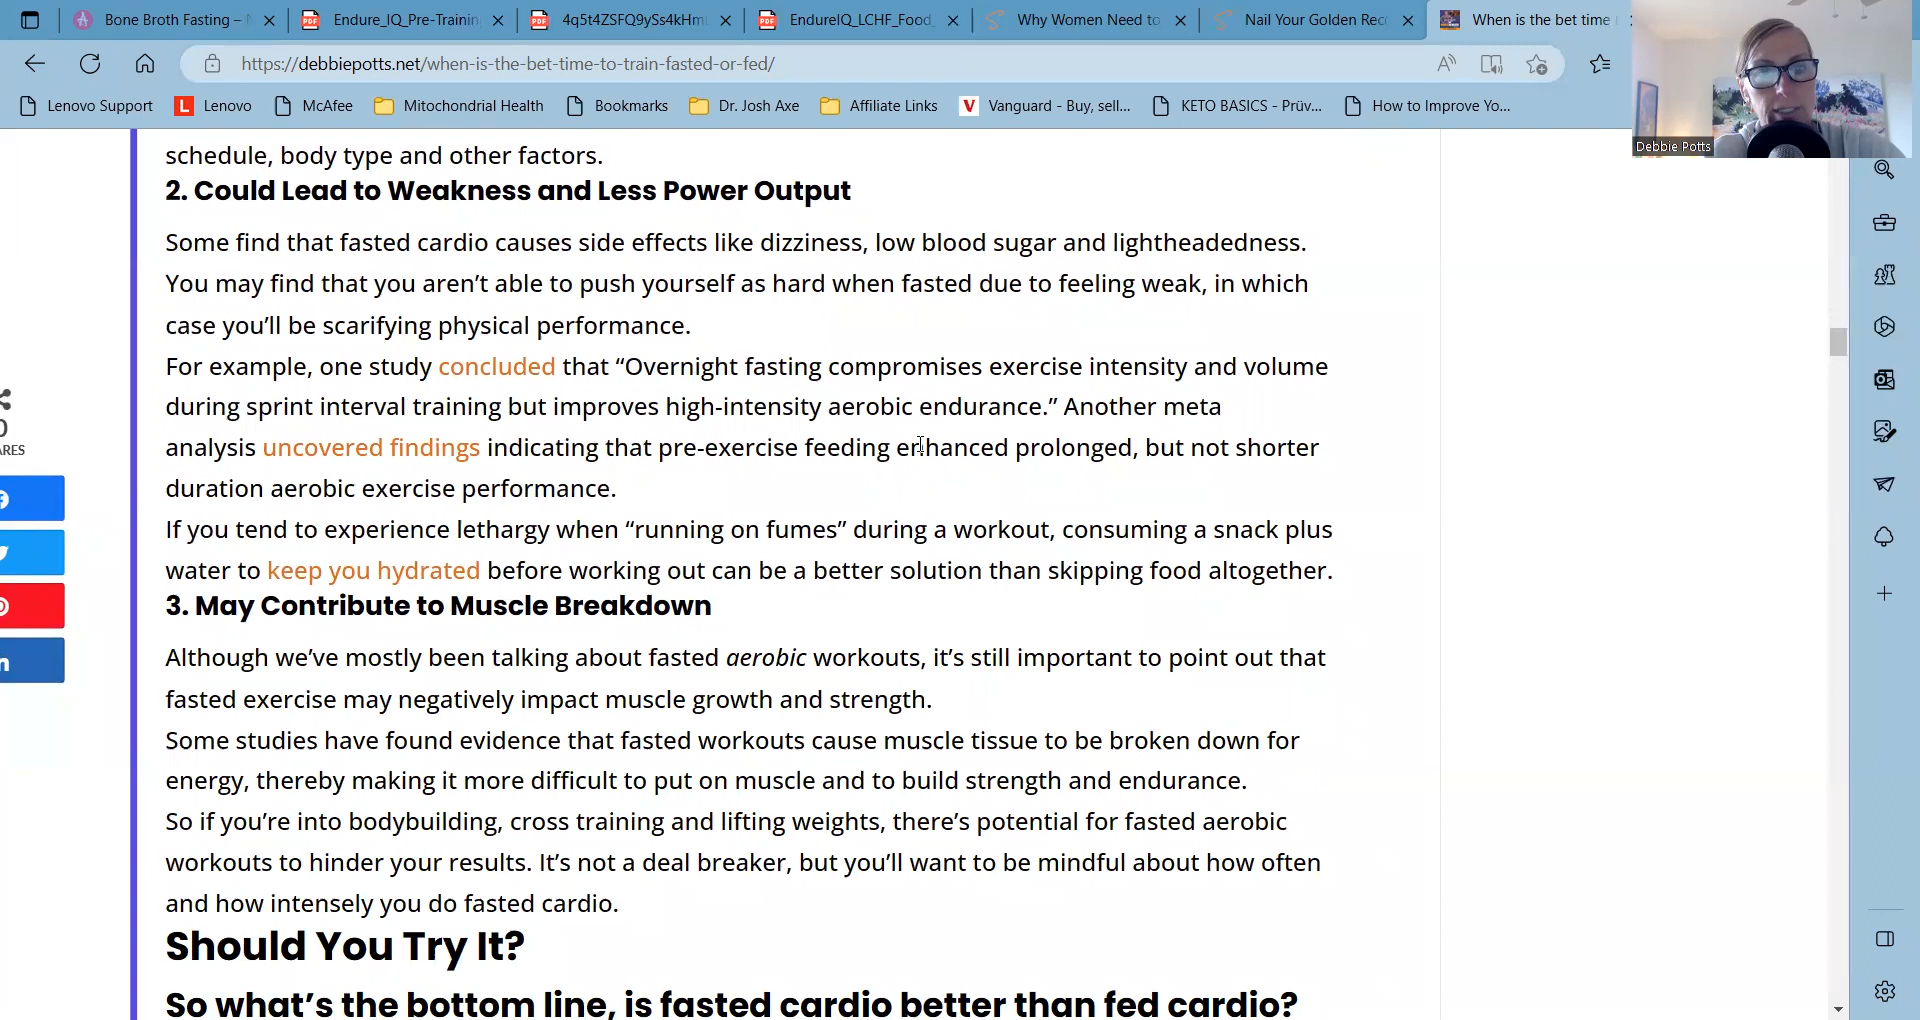 Bone Broth Fasting –
Endure_IQ_Pre-Trainin
4q5t4ZSFQ9ySs4kHm
EndureIQ_LCHF_Food_
Why Women Need to
Nail Your Golden Rec
When is the bet time
https://debbiepotts.net/when-is-the-bet-time-to-train-fasted-or-fed/
Lenovo Support
Lenovo
McAfee
Mitochondrial Health
Bookmarks
Dr. Josh Axe
Affiliate Links
Vanguard - Buy, sell...
KETO BASICS - Prüv...
How to Improve Yo...
Debbie Potts
schedule, body type and other factors.
2. Could Lead to Weakness and Less Power Output
Some find that fasted cardio causes side effects like dizziness, low blood sugar and lightheadedness.
You may find that you aren’t able to push yourself as hard when fasted due to feeling weak, in which
case you’ll be scarifying physical performance.
For example, one study concluded that “Overnight fasting compromises exercise intensity and volume
during sprint interval training but improves high-intensity aerobic endurance.” Another meta
analysis uncovered findings indicating that pre-exercise feeding enhanced prolonged, but not shorter
duration aerobic exercise performance.
If you tend to experience lethargy when “running on fumes” during a workout, consuming a snack plus
water to keep you hydrated before working out can be a better solution than skipping food altogether.
3. May Contribute to Muscle Breakdown
Although we’ve mostly been talking about fasted aerobic workouts, it’s still important to point out that
fasted exercise may negatively impact muscle growth and strength.
Some studies have found evidence that fasted workouts cause muscle tissue to be broken down for
energy, thereby making it more difficult to put on muscle and to build strength and endurance.
So if you’re into bodybuilding, cross training and lifting weights, there’s potential for fasted aerobic
workouts to hinder your results. It’s not a deal breaker, but you’ll want to be mindful about how often
and how intensely you do fasted cardio.
Should You Try It?
So what’s the bottom line, is fasted cardio better than fed cardio?
0
ARES